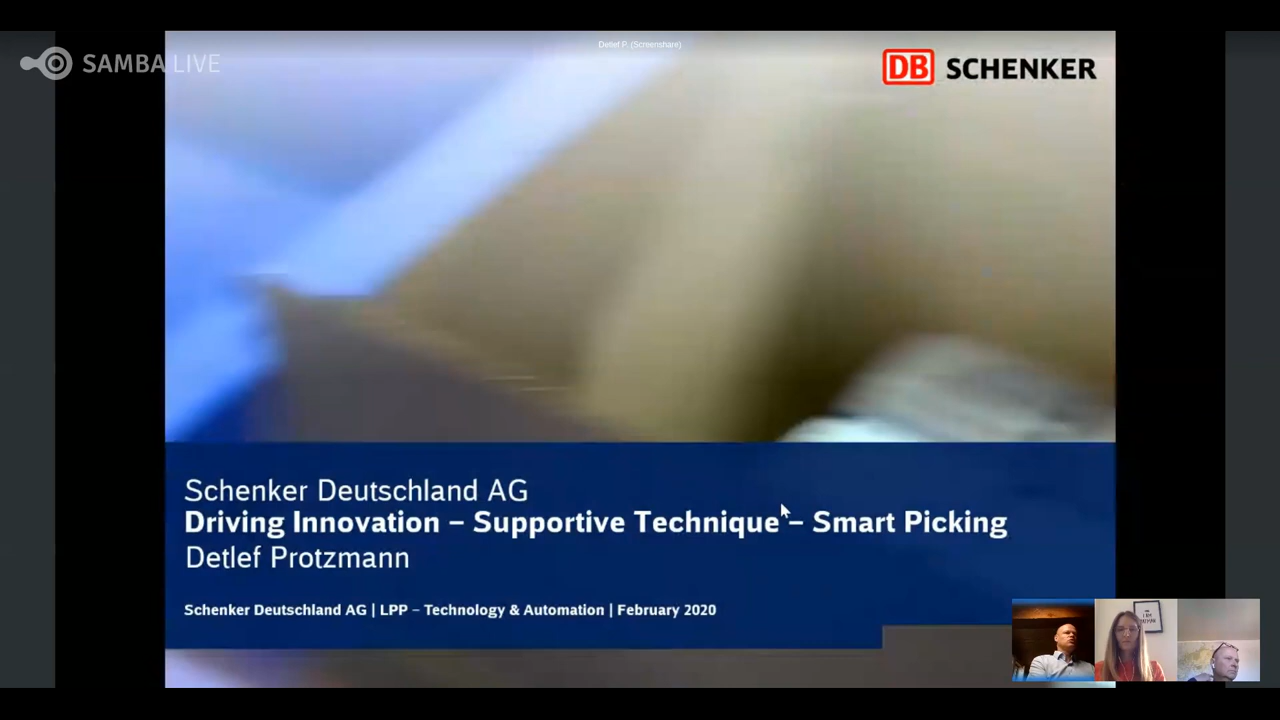 Detlef P. (Screenshare)
SAMBA LIVE
DB SCHENKER
Schenker Deutschland AG
Driving Innovation – Supportive Technique – Smart Picking
Detlef Protzmann
Schenker Deutschland AG | LPP – Technology & Automation | February 2020